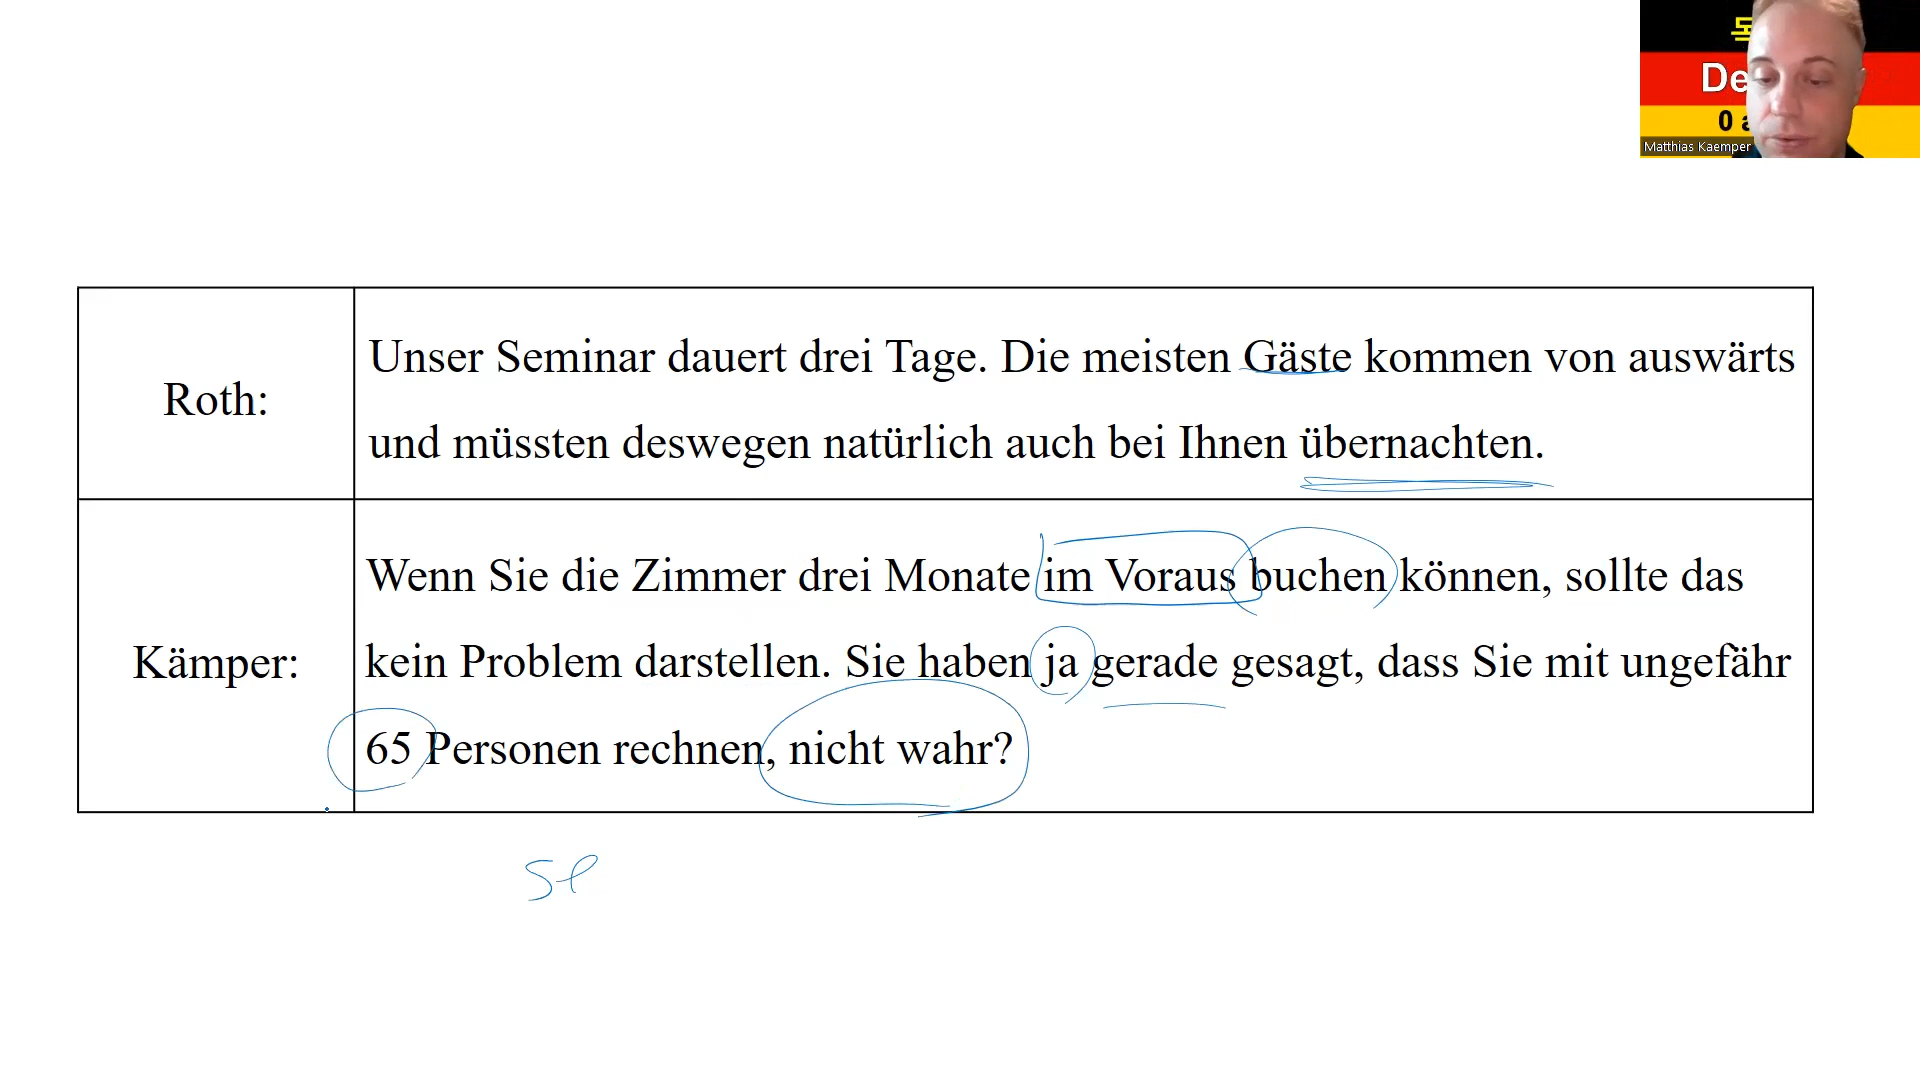 De
0 a
Matthias Kaemper
Roth:
Unser Seminar dauert drei Tage. Die meisten Gäste kommen von auswärts
und müssten deswegen natürlich auch bei Ihnen übernachten.
Kämper:
Wenn Sie die Zimmer drei Monate im Voraus buchen können, sollte das
kein Problem darstellen. Sie haben ja gerade gesagt, dass Sie mit ungefähr
65 Personen rechnen, nicht wahr?